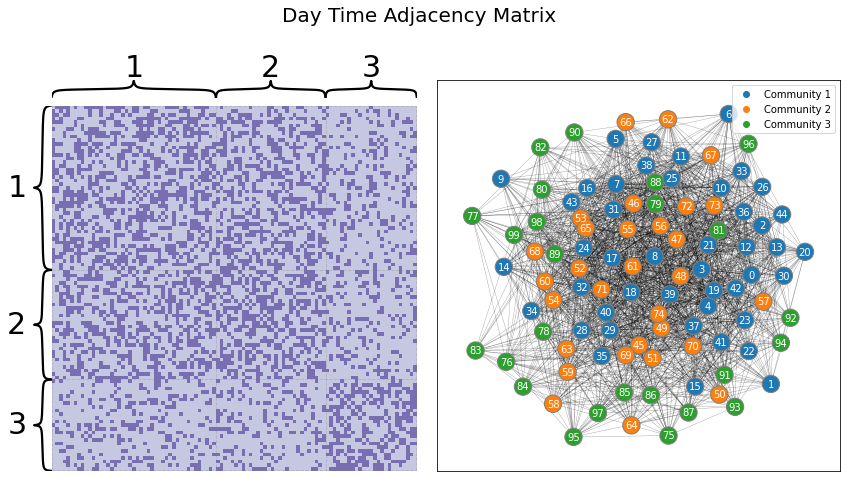 Day Time Adjacency Matrix
1 2 3
1
2
3
Community 1
Community 2
Community 3
66 62 6
90 5 27
82 38 11 67 96
9 80 16 7 88 25 10 33 26
77 99 98 43 53 65 31 46 79 72 73 36 2 44
68 89 24 55 56 47 81 21 12 13 20
14 52 17 61 8 48 3 0 30
60 54 32 71 18 39 19 42 57
34 78 40 74 4 23 92
28 29 49 37
83 76 63 35 69 45 51 70 41 22 94
84 59 91
58 85 86 15 50 1
97 87 93
95 64 75